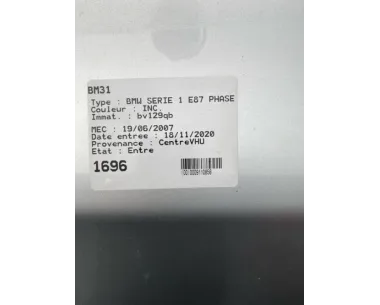 BM31
Type : BMW SERIE 1 E87 PHASE
Couleur : INC.
Immat. : bv129qb
MEC : 19/06/2007
Date entrée : 18/11/2020
Provenance : CentreVHU
Etat : Entre
1696